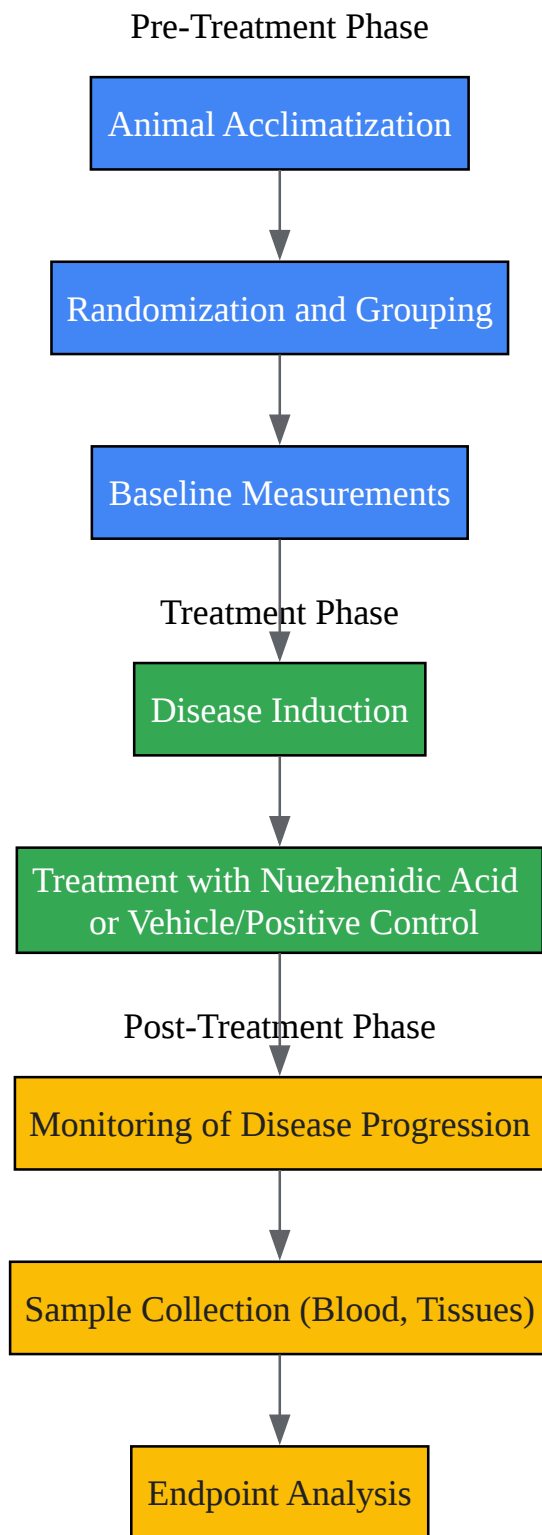 Pre-Treatment Phase
Animal Acclimatization
Randomization and Grouping
Baseline Measurements
Treatment Phase
Disease Induction
Treatment with Nuezhenidic Acid
or Vehicle/Positive Control
Post-Treatment Phase
Monitoring of Disease Progression
Sample Collection (Blood, Tissues)
Endpoint Analysis